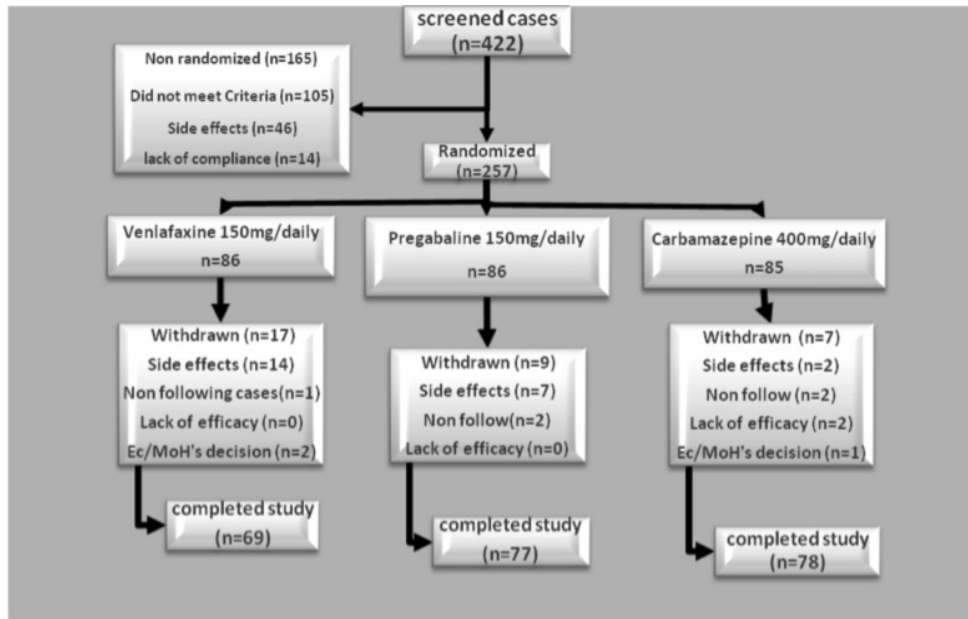 screened cases
(n=422)
Non randomized (n=165)
Did not meet Criteria (n=105)
Side effects (n=46)
lack of compliance (n=14)
Randomized
(n=257)
Venlafaxine 150mg/daily
n=86
Pregabaline 150mg/daily
n=86
Carbamazepine 400mg/daily
n=85
Withdrawn (n=17)
Side effects (n=14)
Non following cases(n=1)
Lack of efficacy (n=0)
Ec/MoH's decision (n=2)
Withdrawn (n=9)
Side effects (n=7)
Non follow(n=2)
Lack of efficacy (n=0)
Withdrawn (n=7)
Side effects (n=2)
Non follow (n=2)
Lack of efficacy (n=2)
Ec/MoH's decision (n=1)
completed study
(n=69)
completed study
(n=77)
completed study
(n=78)